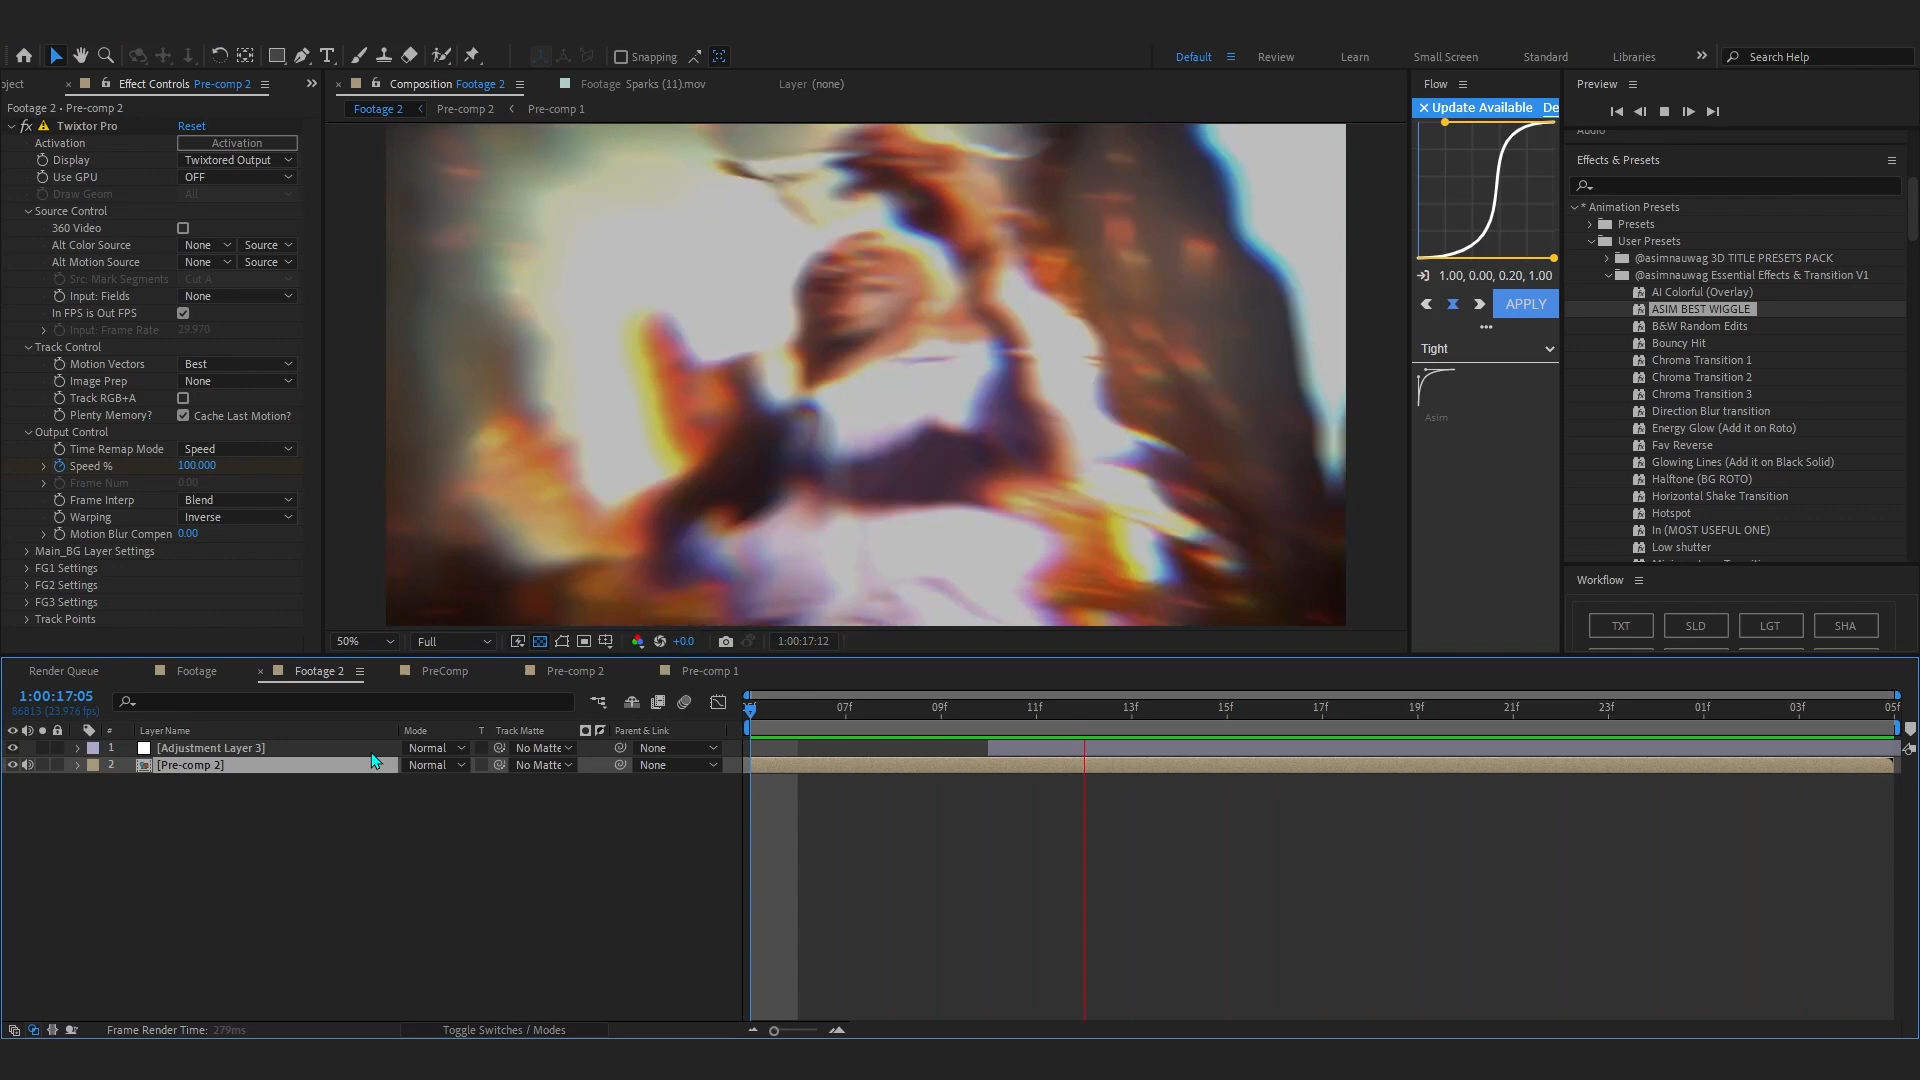 Snapping
Default
Review
Learn
Small Screen
Standard
Libraries
Search Help
oject
Effect Controls Pre-comp 2
Composition Footage 2
Footage Sparks (11).mov
Layer (none)
Flow
Preview
Footage 2 • Pre-comp 2
Footage 2
Pre-comp 2
Pre-comp 1
Update Available De
fx Twixtor Pro Reset
Activation Activation
Display Twixtored Output
Use GPU OFF
Draw Geom All
Source Control
360 Video
Alt Color Source None Source
Alt Motion Source None Source
Src: Mark Segments Cut A
Input: Fields None
In FPS is Out FPS
Input: Frame Rate 29.970
Track Control
Motion Vectors Best
Image Prep None
Track RGB+A
Plenty Memory? Cache Last Motion?
Output Control
Time Remap Mode Speed
Speed % 100.000
Frame Num 0.00
Frame Interp Blend
Warping Inverse
Motion Blur Compen 0.00
Main_BG Layer Settings
FG1 Settings
FG2 Settings
FG3 Settings
Track Points
50%
Full
+0.0
1:00:17:12
1.00, 0.00, 0.20, 1.00
APPLY
Tight
Asim
Audio
Effects & Presets
* Animation Presets
Presets
User Presets
@asimnauwag 3D TITLE PRESETS PACK
@asimnauwag Essential Effects & Transition V1
AI Colorful (Overlay)
ASIM BEST WIGGLE
B&W Random Edits
Bouncy Hit
Chroma Transition 1
Chroma Transition 2
Chroma Transition 3
Direction Blur transition
Energy Glow (Add it on Roto)
Fav Reverse
Glowing Lines (Add it on Black Solid)
Halftone (BG ROTO)
Horizontal Shake Transition
Hotspot
In (MOST USEFUL ONE)
Low shutter
Workflow
TXT
SLD
LGT
SHA
Render Queue
Footage
Footage 2
PreComp
Pre-comp 2
Pre-comp 1
1:00:17:05
86813 (23.976 fps)
07f
09f
11f
13f
15f
17f
19f
21f
23f
01f
03f
05f
# Layer Name
Mode
T Track Matte
Parent & Link
1 [Adjustment Layer 3] Normal No Matte None
2 [Pre-comp 2] Normal No Matte None
Frame Render Time: 279ms
Toggle Switches / Modes